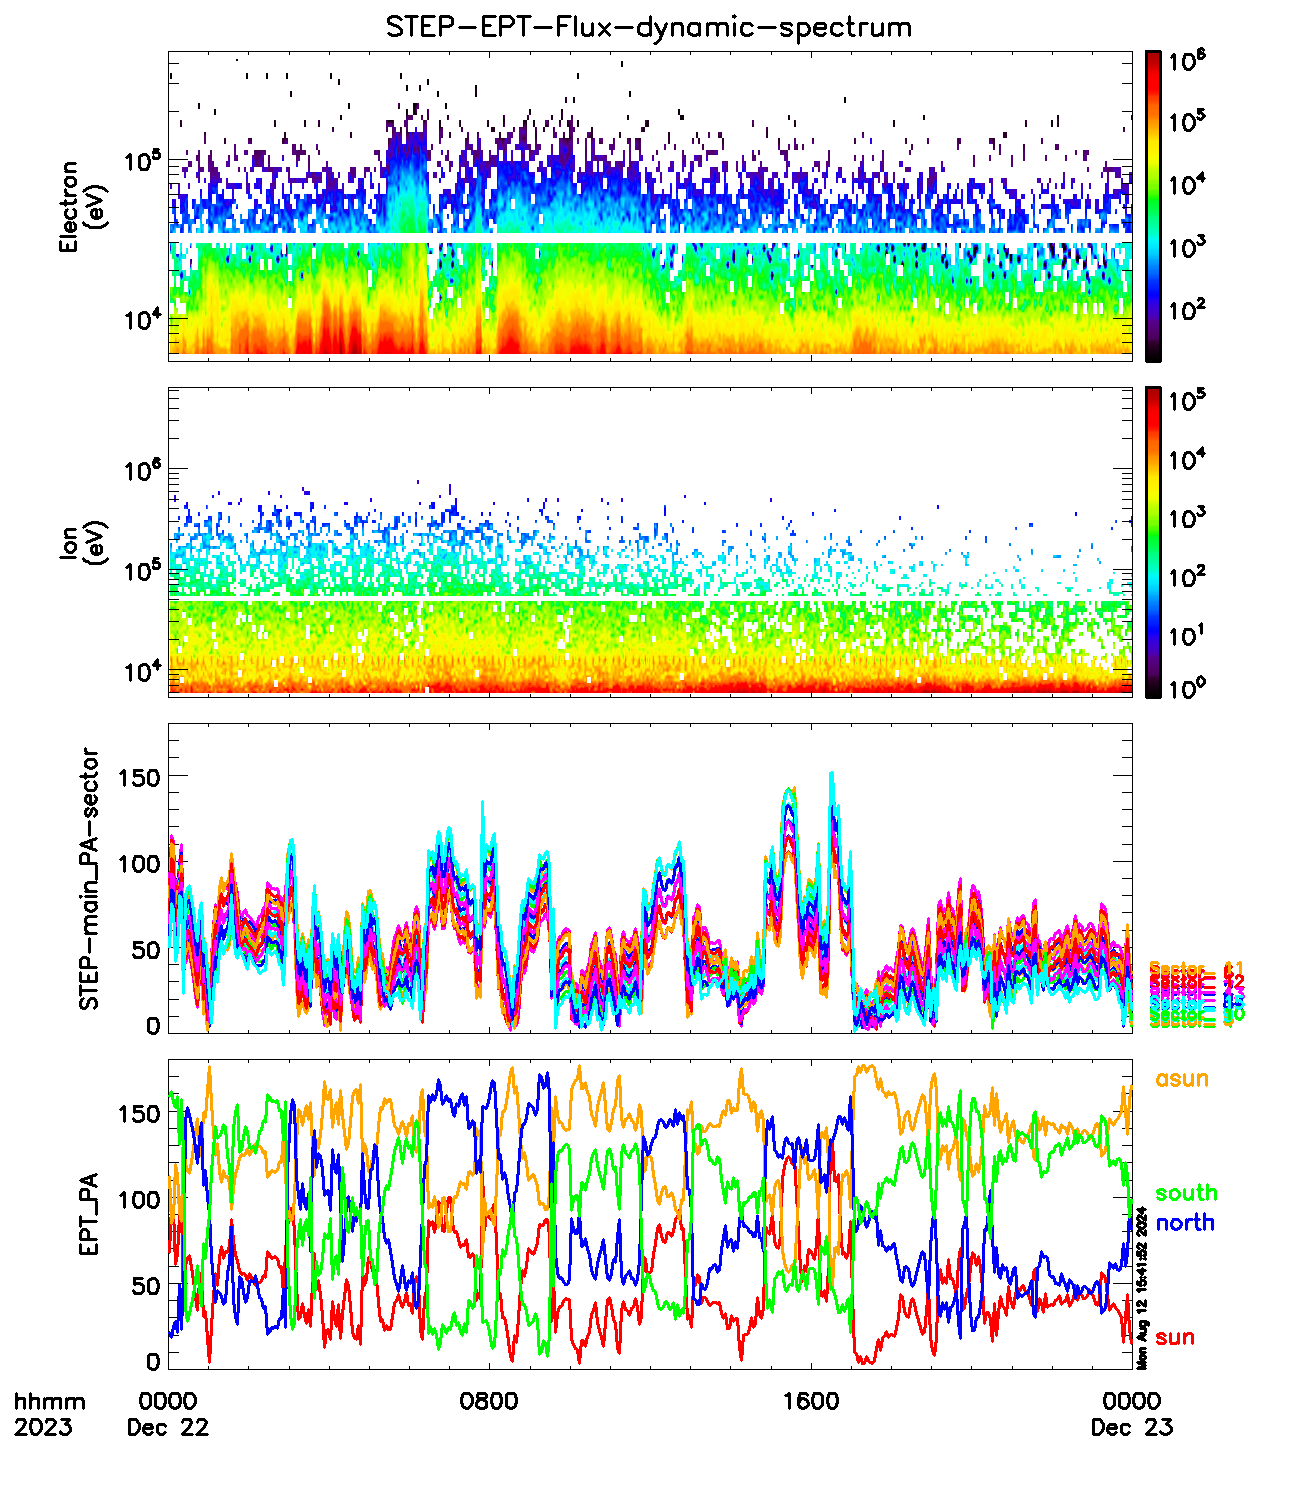 STEP-EPT-Flux-dynamic-spectrum
Electron
(eV)
10^5
10^4
10^6
10^5
10^4
10^3
10^2
Ion
(eV)
10^6
10^5
10^4
10^5
10^4
10^3
10^2
10^1
10^0
STEP-main_PA-sector
150
100
50
0
EPT_PA
150
100
50
0
asun
south
north
sun
Mon Aug 12 15:41:52 2024
hhmm 0000 0800 1600 0000
2023 Dec 22 Dec 23